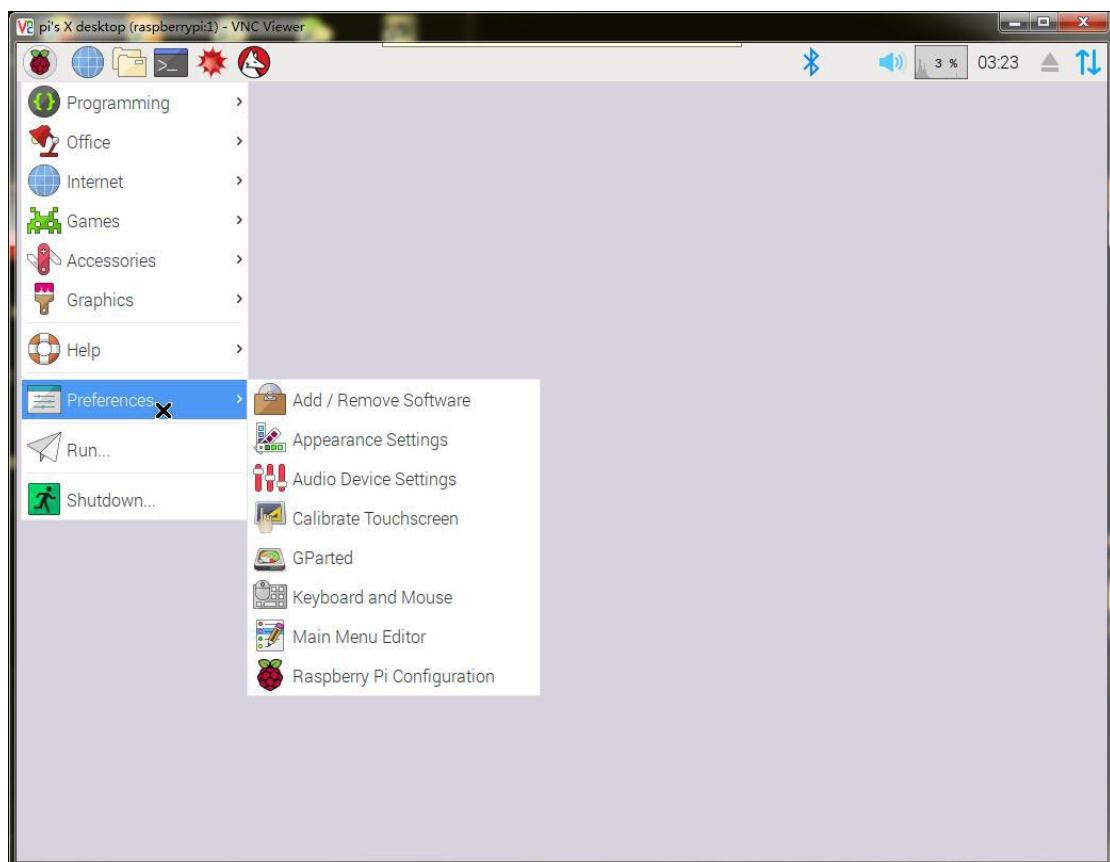 pi's X desktop (raspberrypi:1) - VNC Viewer
3 %
03:23
Programming
Office
Internet
Games
Accessories
Graphics
Help
Preferences
Run...
Shutdown...
Add / Remove Software
Appearance Settings
Audio Device Settings
Calibrate Touchscreen
GParted
Keyboard and Mouse
Main Menu Editor
Raspberry Pi Configuration